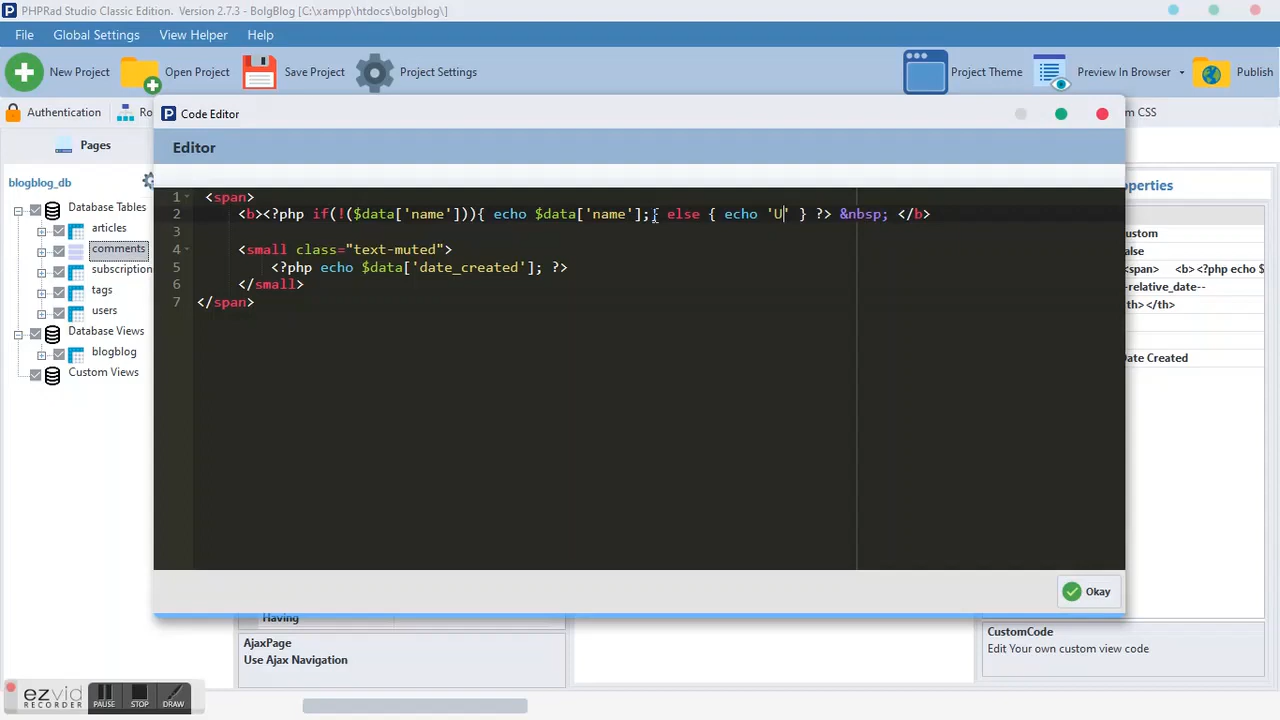 PHPRad Studio Classic Edition. Version 2.7.3 - BolgBlog [C:\xampp\htdocs\bolgblog\]
File Global Settings View Helper Help
New Project Open Project Save Project Project Settings Project Theme Preview In Browser Publish
Authentication Ro m CSS
Code Editor
Editor
Pages
blogblog_db
Database Tables
articles
comments
subscription
tags
users
Database Views
blogblog
Custom Views
1 <span>
2 <b><?php if(!($data['name'])){ echo $data['name'];{ else { echo 'U' } ?> &nbsp; </b>
3
4 <small class="text-muted">
5 <?php echo $data['date_created']; ?>
6 </small>
7 </span>
operties
ustom
alse
<span> <b><?php echo $
-relative_date--
th></th>
Date Created
Okay
Having
AjaxPage
Use Ajax Navigation
CustomCode
Edit Your own custom view code
ezvid
RECORDER
PAUSE STOP DRAW